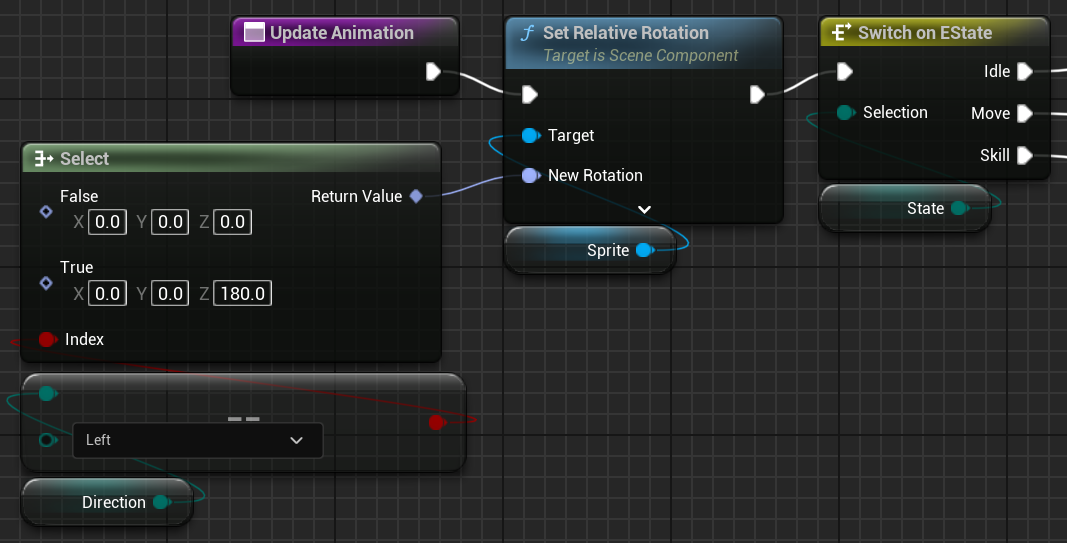 Update Animation
Set Relative Rotation
Target is Scene Component
Target
New Rotation
Sprite
Switch on EState
Selection
Idle
Move
Skill
State
Select
False
X 0.0 Y 0.0 Z 0.0
Return Value
True
X 0.0 Y 0.0 Z 180.0
Index
==
Left
Direction